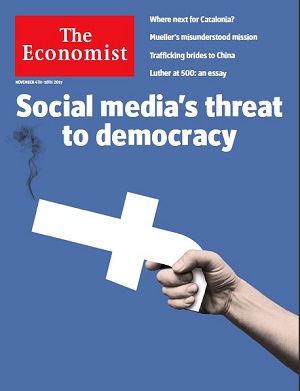 The
Economist
Where next for Catalonia?
Mueller's misunderstood mission
Trafficking brides to China
Luther at 500: an essay
NOVEMBER 4TH–10TH 2017
Social media's threat
to democracy
f